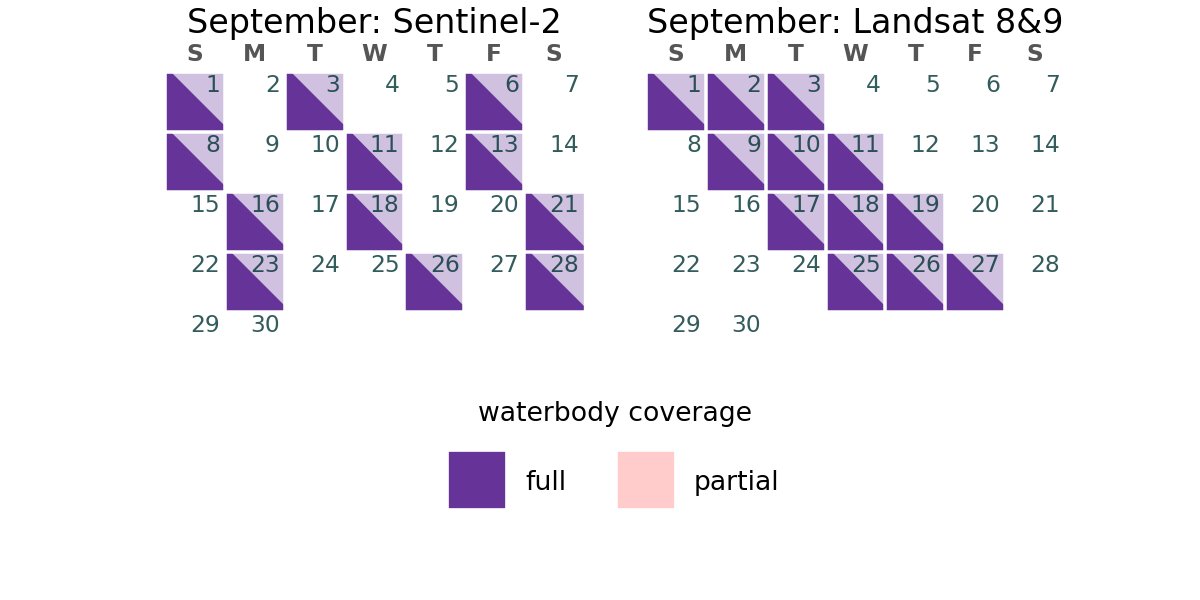 September: Sentinel-2
S M T W T F S
1 2 3 4 5 6 7
8 9 10 11 12 13 14
15 16 17 18 19 20 21
22 23 24 25 26 27 28
29 30
September: Landsat 8&9
S M T W T F S
1 2 3 4 5 6 7
8 9 10 11 12 13 14
15 16 17 18 19 20 21
22 23 24 25 26 27 28
29 30
waterbody coverage
full partial